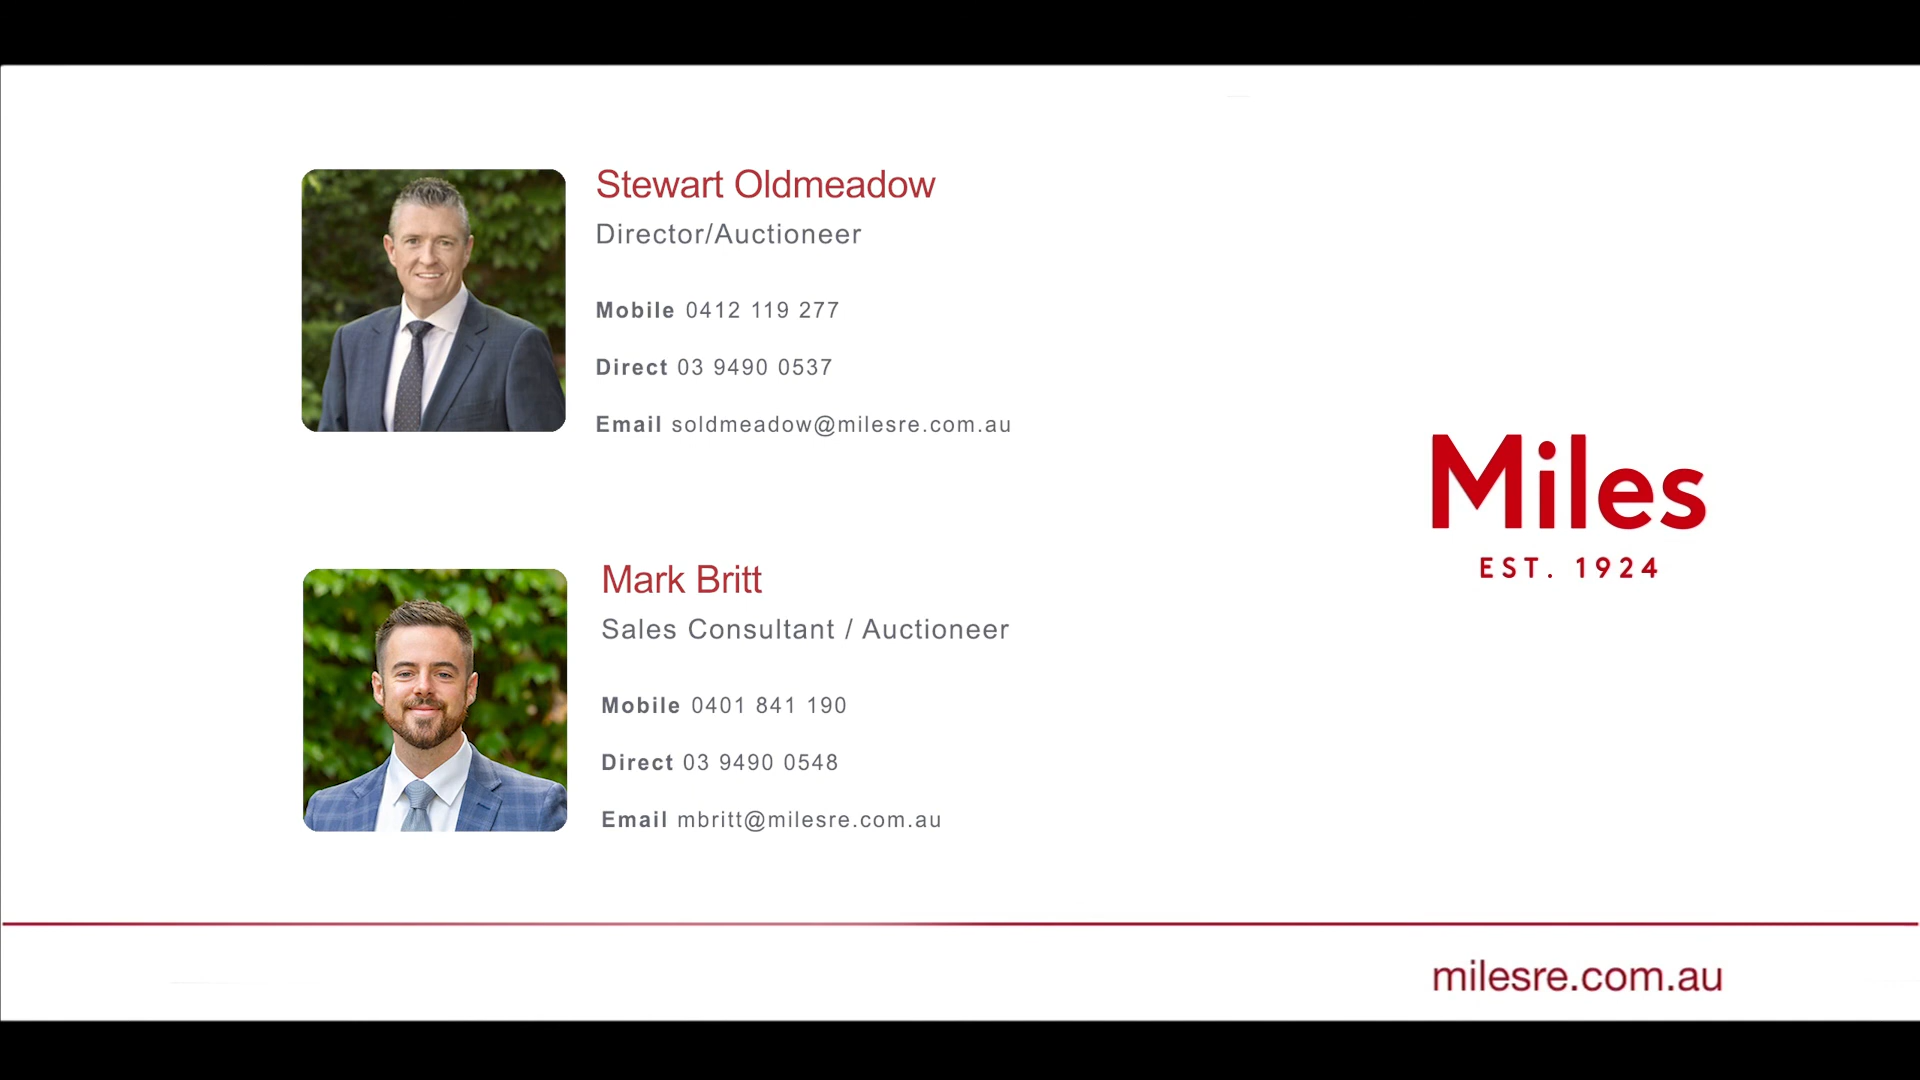 Stewart Oldmeadow
Director/Auctioneer
Mobile 0412 119 277
Direct 03 9490 0537
Email soldmeadow@milesre.com.au
Mark Britt
Sales Consultant / Auctioneer
Mobile 0401 841 190
Direct 03 9490 0548
Email mbritt@milesre.com.au
Miles
EST. 1924
milesre.com.au